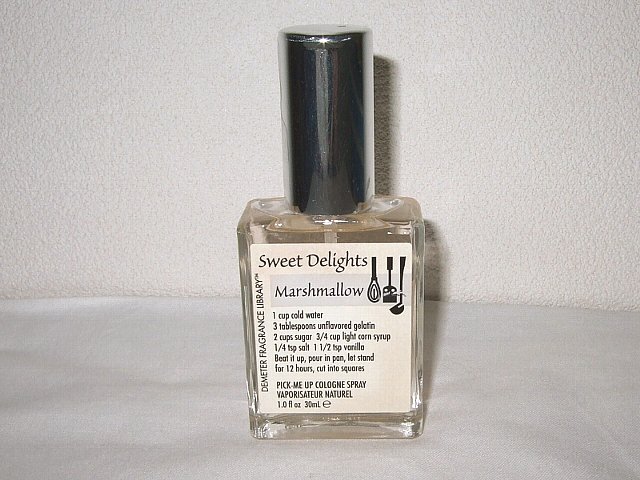 Sweet Delights
Marshmallow
DEMETER FRAGRANCE LIBRARY™
1 cup cold water
3 tablespoons unflavored gelatin
2 cups sugar 3/4 cup light corn syrup
1/4 tsp salt 1 1/2 tsp vanilla
Beat it up, pour in pan, let stand
for 12 hours, cut into squares
PICK-ME UP COLOGNE SPRAY
VAPORISATEUR NATUREL
1.0 fl oz 30mL ℮